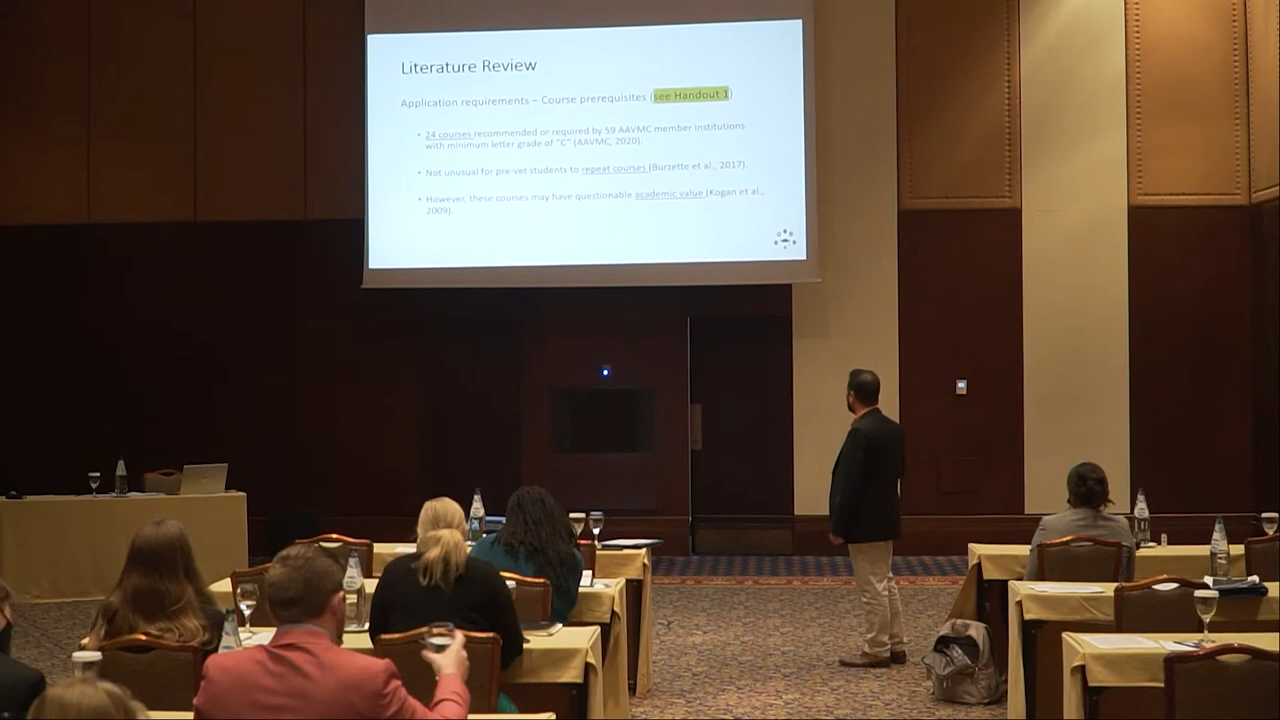 Literature Review
Application requirements – Course prerequisites (see Handout 1)
• 24 courses recommended or required by 59 AAVMC member institutions
with minimum letter grade of "C" (AAVMC, 2020).
• Not unusual for pre-vet students to repeat courses (Burzette et al., 2017).
• However, these courses may have questionable academic value (Kogan et al.,
2009).